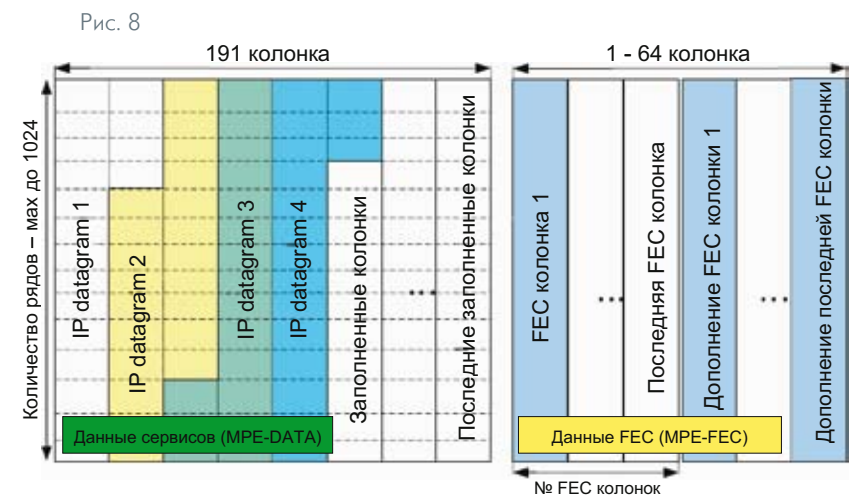 Рис. 8
191 колонка
1 - 64 колонка
Количество рядов – мах до 1024
IP datagram 1
IP datagram 2
IP datagram 3
IP datagram 4
Заполненные колонки
...
Последние заполненные колонки
FEC колонка 1
...
Последняя FEC колонка
Дополнение FEC колонки 1
...
Дополнение последней FEC колонки
Данные сервисов (MPE-DATA)
Данные FEC (MPE-FEC)
№ FEC колонок